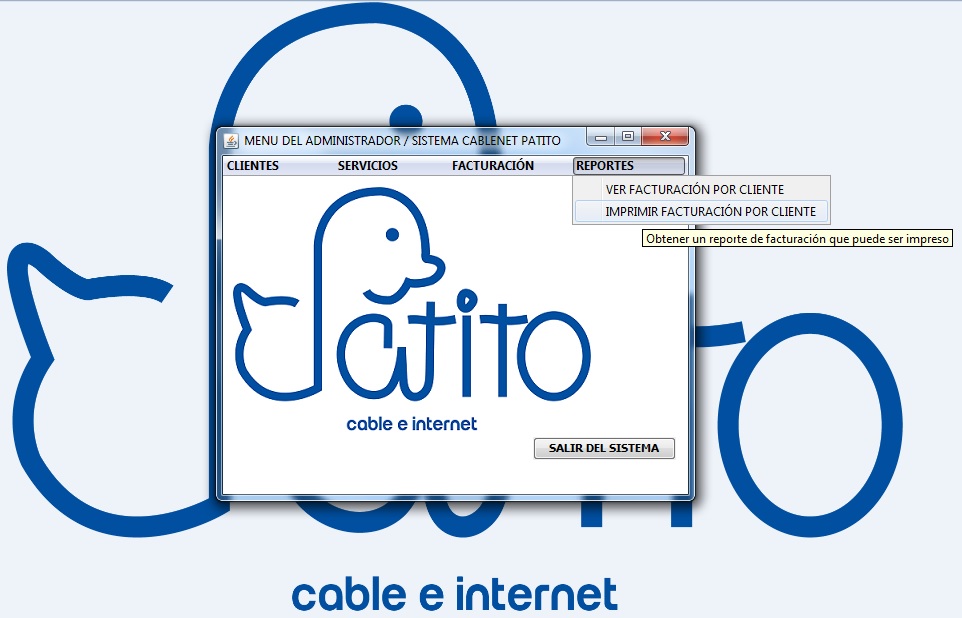 MENU DEL ADMINISTRADOR / SISTEMA CABLENET PATITO
CLIENTES SERVICIOS FACTURACIÓN REPORTES
VER FACTURACIÓN POR CLIENTE
IMPRIMIR FACTURACIÓN POR CLIENTE
Obtener un reporte de facturación que puede ser impreso
Patito
cable e internet
SALIR DEL SISTEMA
cable e internet